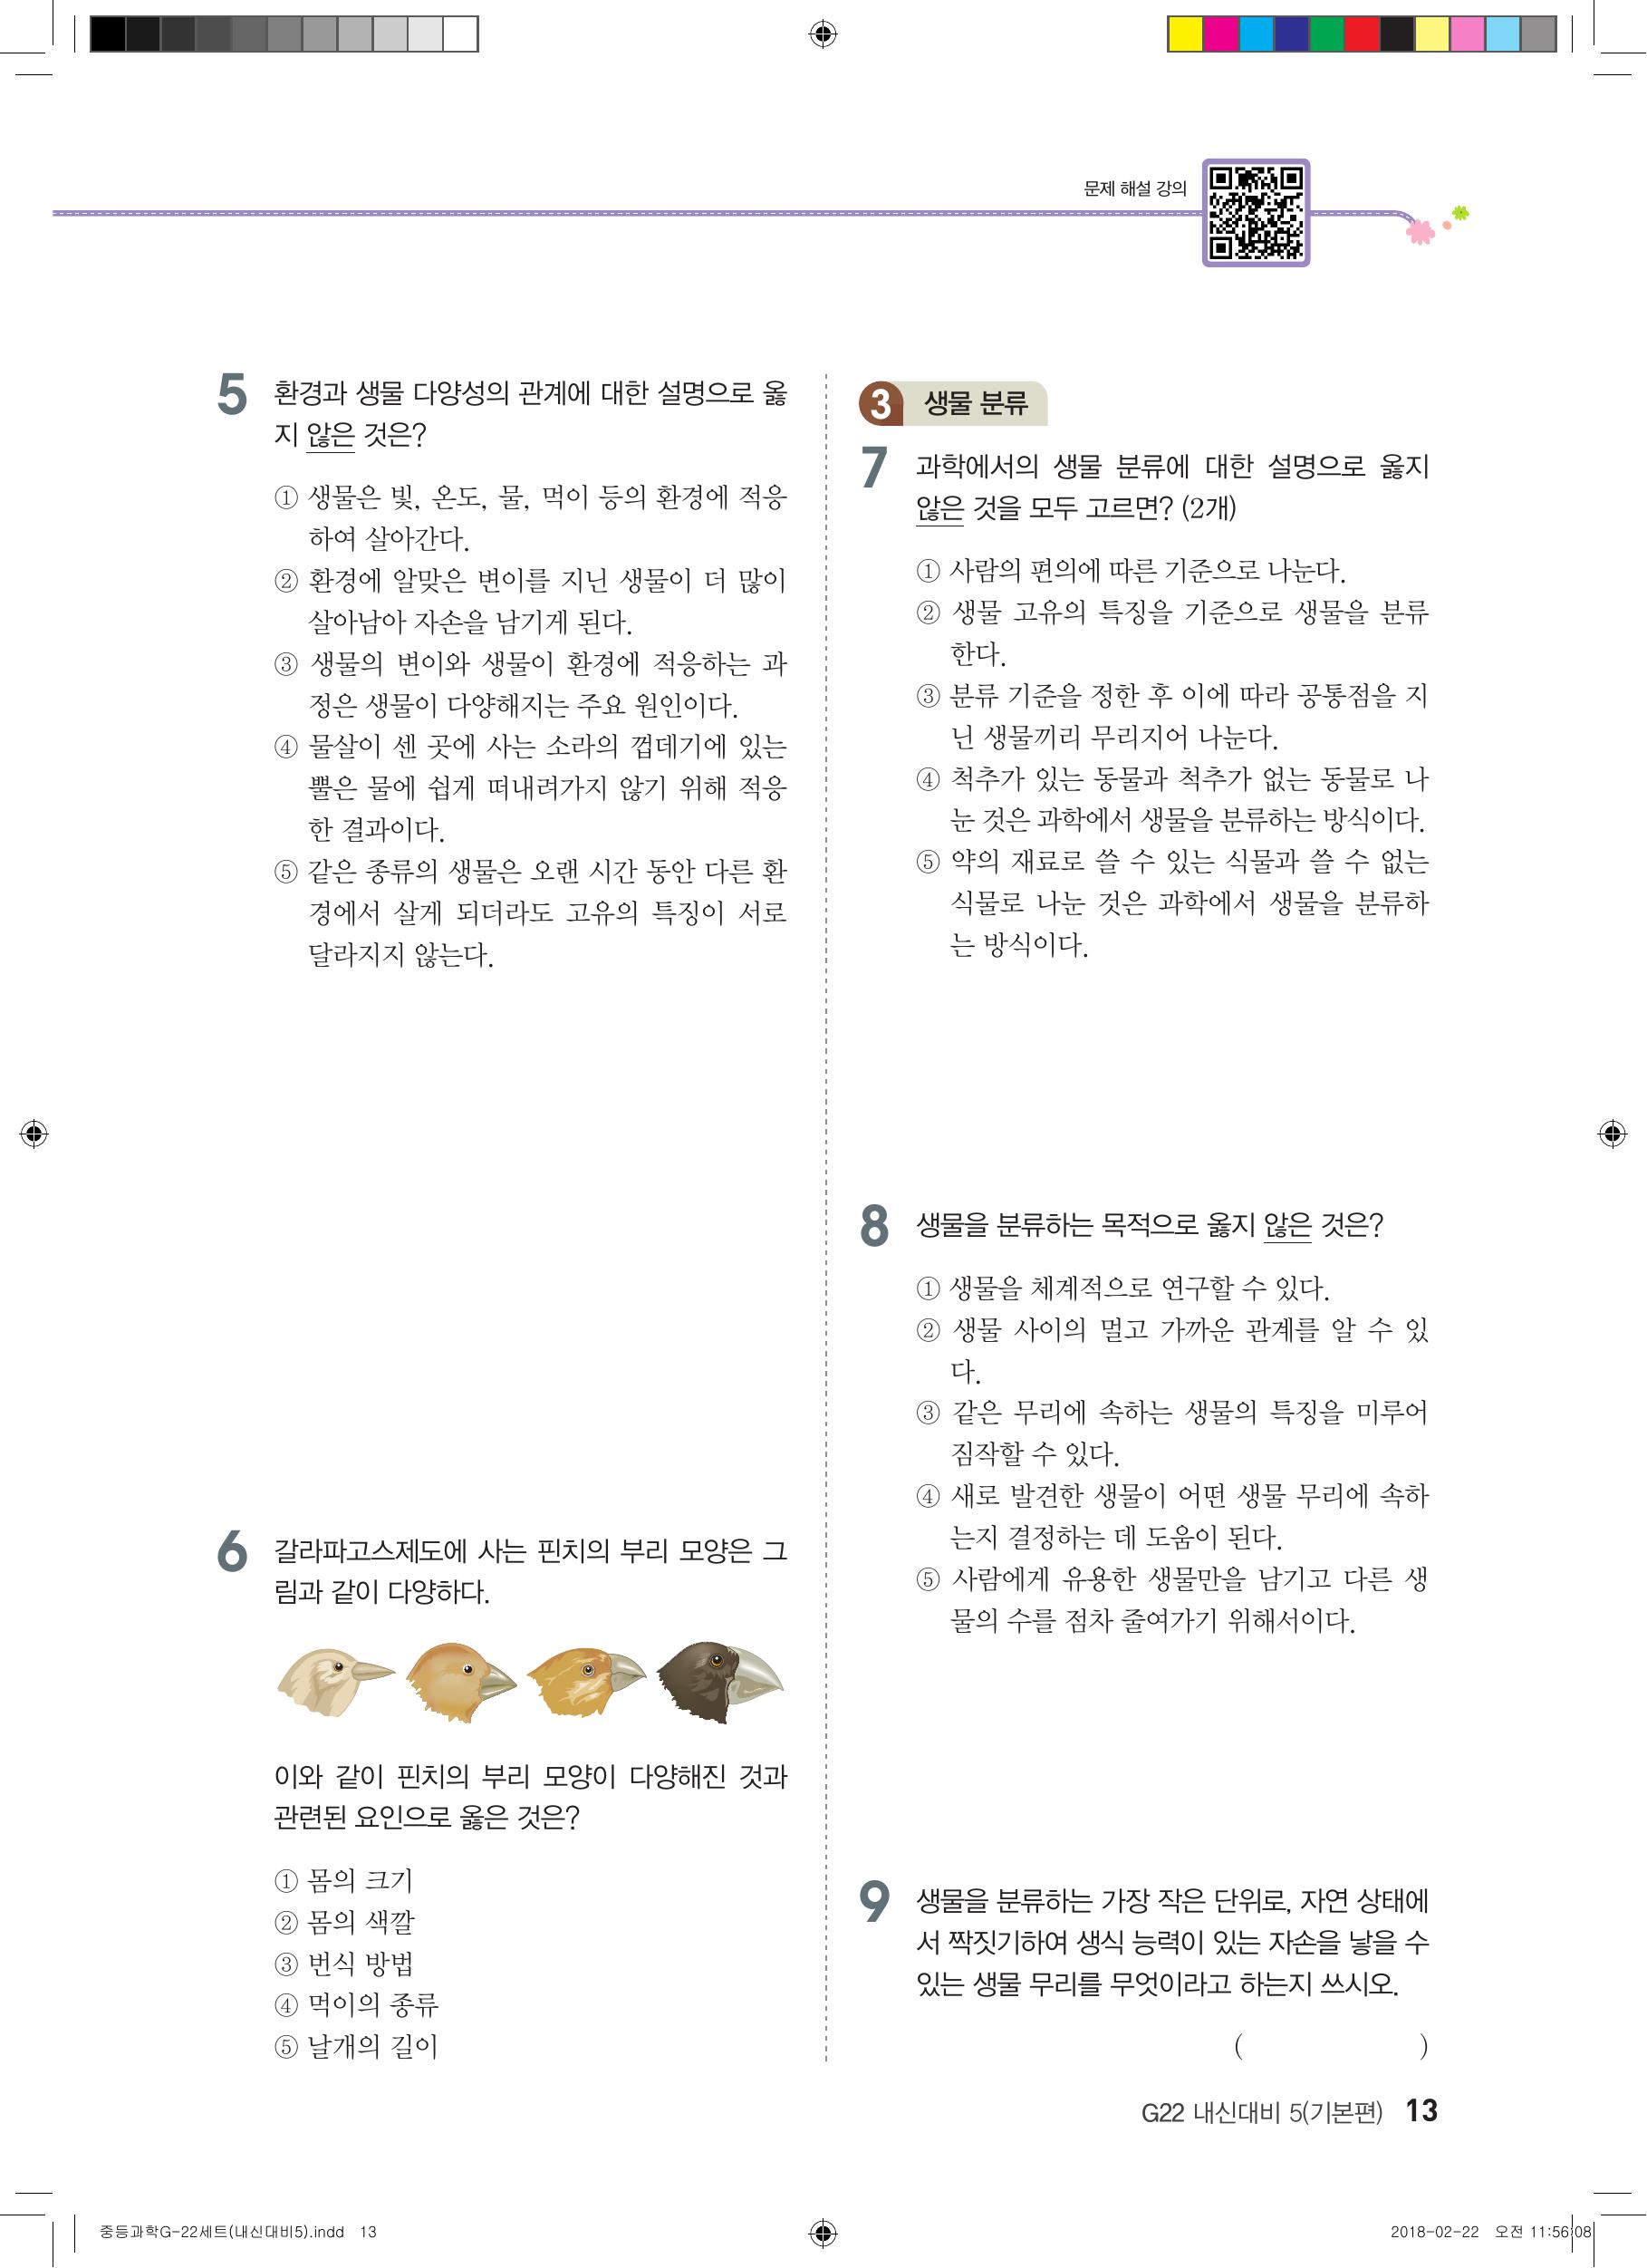 문제 해설 강의
5 환경과 생물 다양성의 관계에 대한 설명으로 옳
지 않은 것은?
① 생물은 빛, 온도, 물, 먹이 등의 환경에 적응
하여 살아간다.
② 환경에 알맞은 변이를 지닌 생물이 더 많이
살아남아 자손을 남기게 된다.
③ 생물의 변이와 생물이 환경에 적응하는 과
정은 생물이 다양해지는 주요 원인이다.
④ 물살이 센 곳에 사는 소라의 껍데기에 있는
뿔은 물에 쉽게 떠내려가지 않기 위해 적응
한 결과이다.
⑤ 같은 종류의 생물은 오랜 시간 동안 다른 환
경에서 살게 되더라도 고유의 특징이 서로
달라지지 않는다.
6 갈라파고스제도에 사는 핀치의 부리 모양은 그
림과 같이 다양하다.
이와 같이 핀치의 부리 모양이 다양해진 것과
관련된 요인으로 옳은 것은?
① 몸의 크기
② 몸의 색깔
③ 번식 방법
④ 먹이의 종류
⑤ 날개의 길이
3 생물 분류
7 과학에서의 생물 분류에 대한 설명으로 옳지
않은 것을 모두 고르면? (2개)
① 사람의 편의에 따른 기준으로 나눈다.
② 생물 고유의 특징을 기준으로 생물을 분류
한다.
③ 분류 기준을 정한 후 이에 따라 공통점을 지
닌 생물끼리 무리지어 나눈다.
④ 척추가 있는 동물과 척추가 없는 동물로 나
눈 것은 과학에서 생물을 분류하는 방식이다.
⑤ 약의 재료로 쓸 수 있는 식물과 쓸 수 없는
식물로 나눈 것은 과학에서 생물을 분류하
는 방식이다.
8 생물을 분류하는 목적으로 옳지 않은 것은?
① 생물을 체계적으로 연구할 수 있다.
② 생물 사이의 멀고 가까운 관계를 알 수 있
다.
③ 같은 무리에 속하는 생물의 특징을 미루어
짐작할 수 있다.
④ 새로 발견한 생물이 어떤 생물 무리에 속하
는지 결정하는 데 도움이 된다.
⑤ 사람에게 유용한 생물만을 남기고 다른 생
물의 수를 점차 줄여가기 위해서이다.
9 생물을 분류하는 가장 작은 단위로, 자연 상태에
서 짝짓기하여 생식 능력이 있는 자손을 낳을 수
있는 생물 무리를 무엇이라고 하는지 쓰시오.
( )
G22 내신대비 5(기본편) 13
중등과학G-22세트(내신대비5).indd 13
2018-02-22 오전 11:56:08